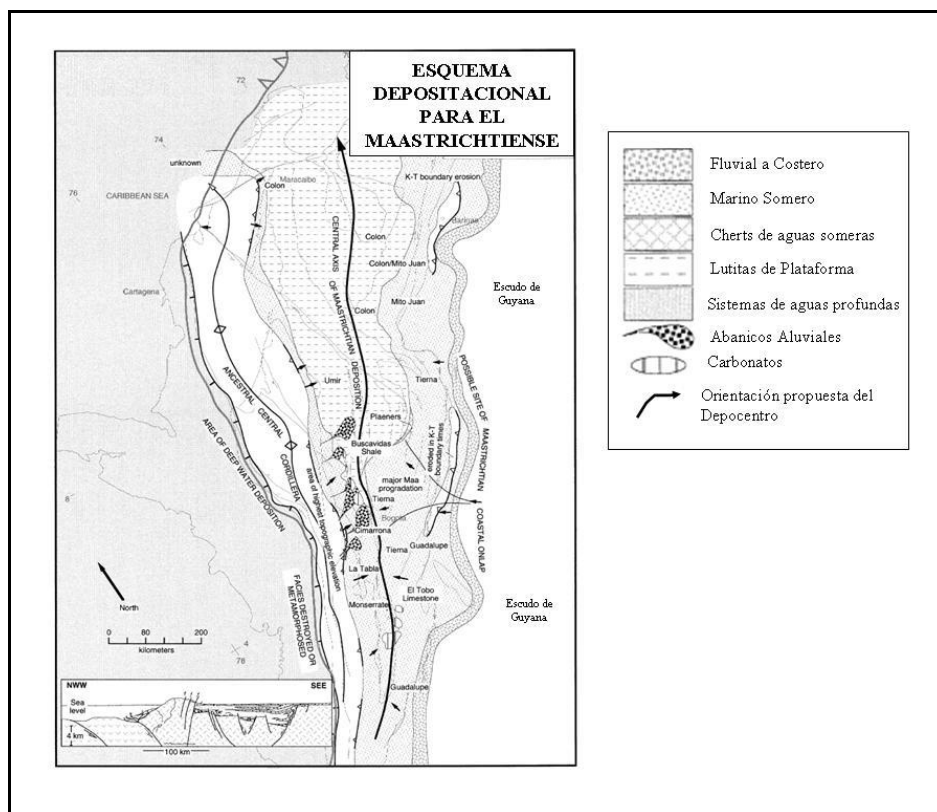 ESQUEMA
DEPOSITACIONAL
PARA EL
MAASTRICHTIENSE
72
74
76
unknown
CARIBBEAN SEA
Maracaibo
Colon
K-T boundary erosion
Barinas
Colon
Colon/Mito Juan
Cartagena
Mito Juan
Colon
CENTRAL AXIS OF MAASTRICHTIAN DEPOSITION
Escudo de
Guyana
Umir
Tierna
ANCESTRAL CENTRAL
CORDILLERA
AREA OF DEEP WATER DEPOSITION
Plaeners
Buscavidas
Shale
POSSIBLE SITE OF MAASTRICHTIAN COASTAL ONLAP
eroded in K-T
boundary times
area of highest topographic elevation
major Maa
progradation
Tierna
Bogota
Cimarrona
Guadalupe
Tierna
La Tabla
El Tobo
Limestone
Monserrate
FACIES DESTROYED OR
METAMORPHOSED
Guadalupe
Escudo de
Guyana
6
4
78
North
0 80 200
kilometers
NWW SEE
Sea
level
4
km
100 km
Fluvial a Costero
Marino Somero
Cherts de aguas someras
Lutitas de Plataforma
Sistemas de aguas profundas
Abanicos Aluviales
Carbonatos
Orientación propuesta del
Depocentro